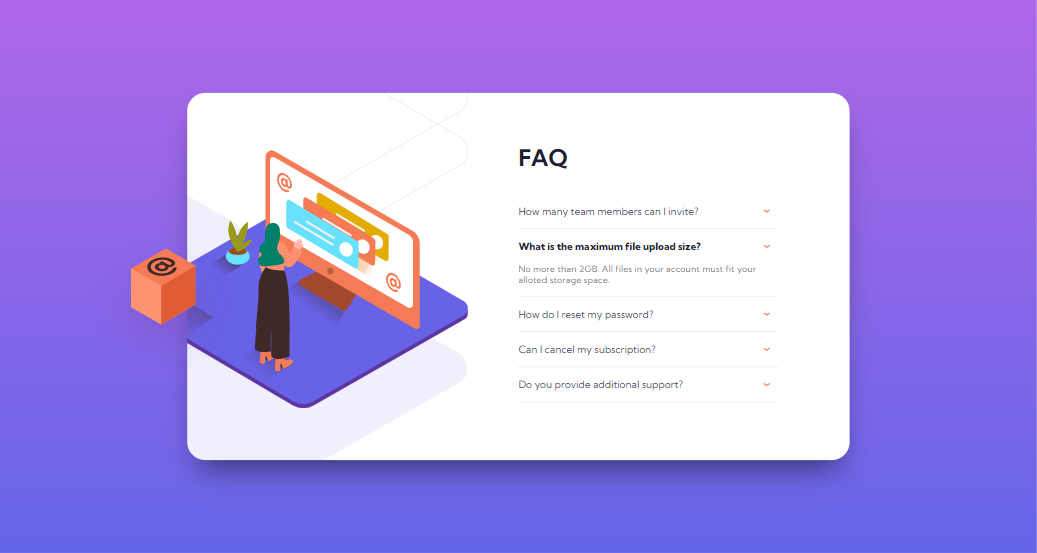 @
@
@
FAQ
How many team members can I invite?
What is the maximum file upload size?
No more than 2GB. All files in your account must fit your
alloted storage space.
How do I reset my password?
Can I cancel my subscription?
Do you provide additional support?